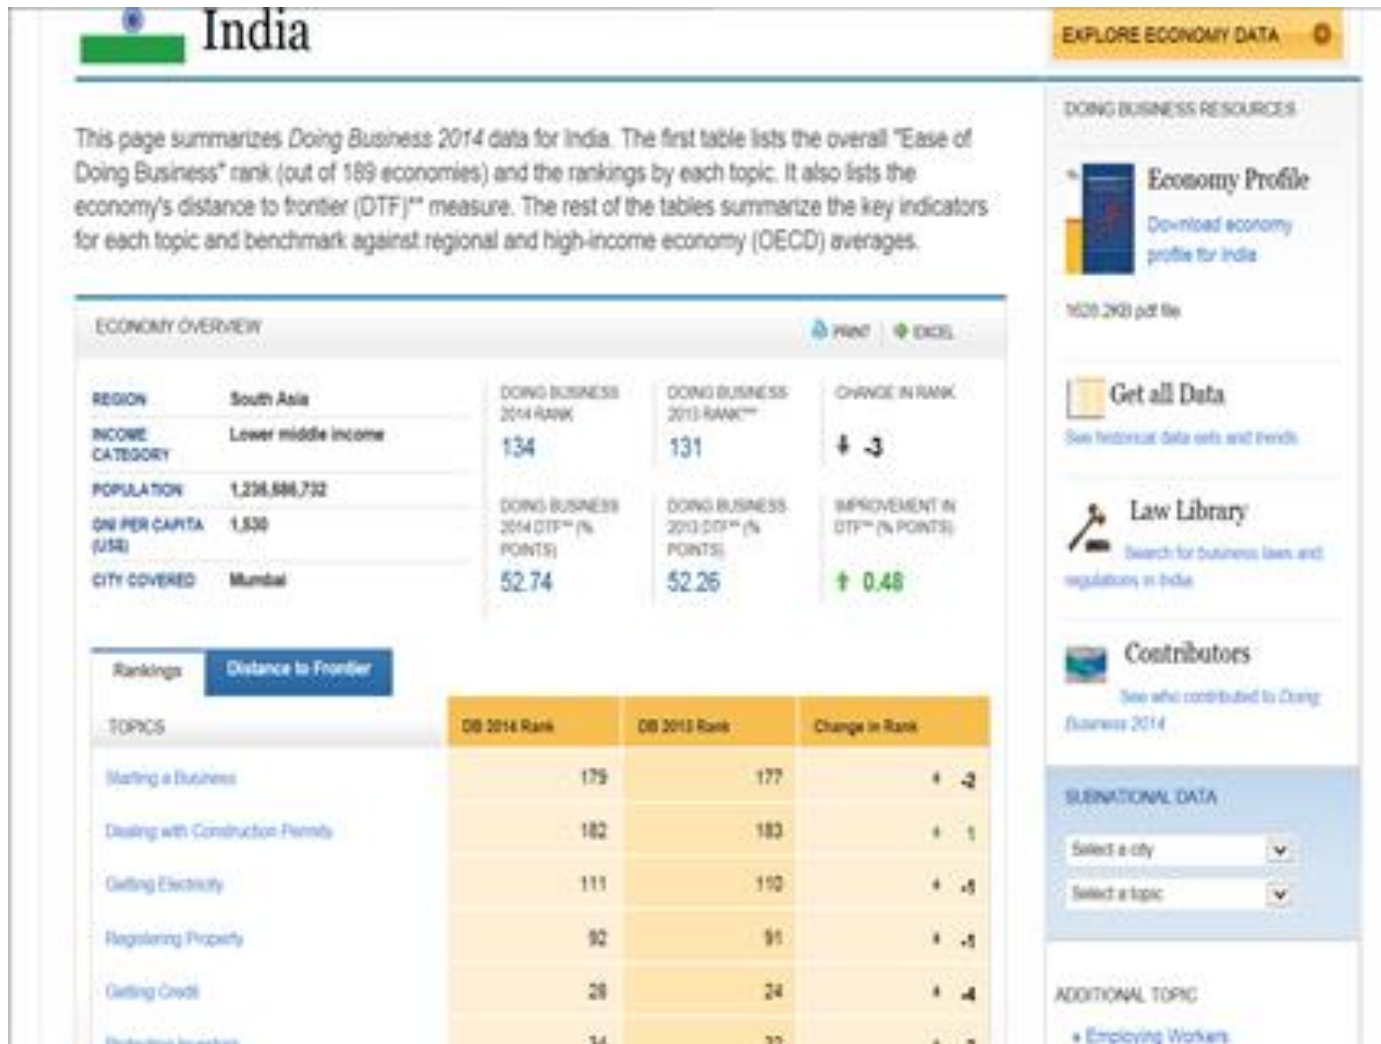 India
EXPLORE ECONOMY DATA
This page summarizes Doing Business 2014 data for India. The first table lists the overall "Ease of
Doing Business" rank (out of 189 economies) and the rankings by each topic. It also lists the
economy's distance to frontier (DTF)** measure. The rest of the tables summarize the key indicators
for each topic and benchmark against regional and high-income economy (OECD) averages.
ECONOMY OVERVIEW
PRINT | EXCEL
REGION South Asia
INCOME
CATEGORY
Lower middle income
POPULATION 1,236,686,732
GNI PER CAPITA
(US$)
1,530
CITY COVERED Mumbai
DOING BUSINESS
2014 RANK
134
DOING BUSINESS
2013 RANK***
131
CHANGE IN RANK
-3
DOING BUSINESS
2014 DTF** (%
POINTS)
52.74
DOING BUSINESS
2013 DTF** (%
POINTS)
52.26
IMPROVEMENT IN
DTF** (% POINTS)
0.48
Rankings Distance to Frontier
TOPICS DB 2014 Rank DB 2013 Rank Change in Rank
Starting a Business 179 177 -2
Dealing with Construction Permits 182 183 1
Getting Electricity 111 110 -1
Registering Property 92 91 -1
Getting Credit 28 24 -4
Protecting Investors 34
DOING BUSINESS RESOURCES
Economy Profile
Download economy
profile for India
pdf file
Get all Data
See historical data sets and trends
Law Library
Search for business laws and
regulations in India
Contributors
See who contributed to Doing
Business 2014
SUBNATIONAL DATA
Select a city
Select a topic
ADDITIONAL TOPIC
Employing Workers